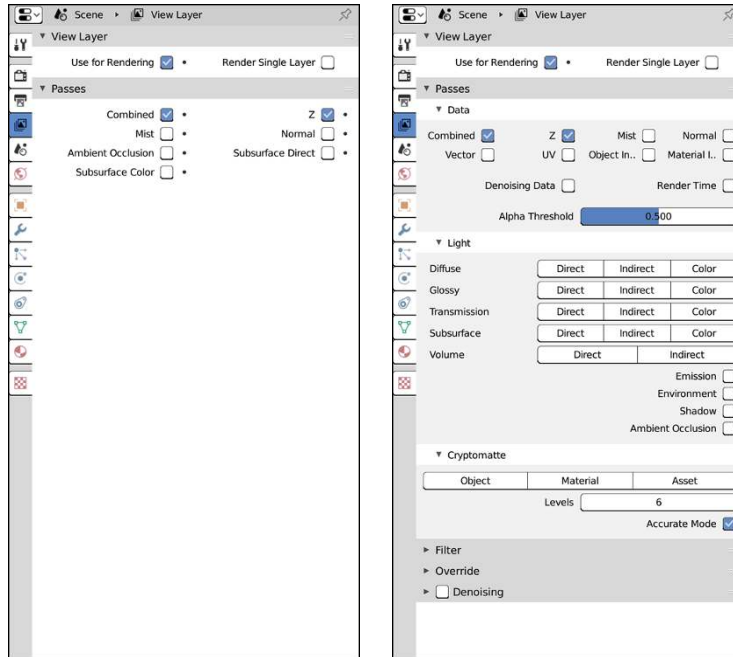 Scene View Layer
View Layer
Use for Rendering Render Single Layer
Passes
Combined Z
Mist Normal
Ambient Occlusion Subsurface Direct
Subsurface Color
Scene View Layer
View Layer
Use for Rendering Render Single Layer
Passes
Data
Combined Z Mist Normal
Vector UV Object In.. Material I..
Denoising Data Render Time
Alpha Threshold 0.500
Light
Diffuse Direct Indirect Color
Glossy Direct Indirect Color
Transmission Direct Indirect Color
Subsurface Direct Indirect Color
Volume Direct Indirect
Emission
Environment
Shadow
Ambient Occlusion
Cryptomatte
Object Material Asset
Levels 6
Accurate Mode
Filter
Override
Denoising